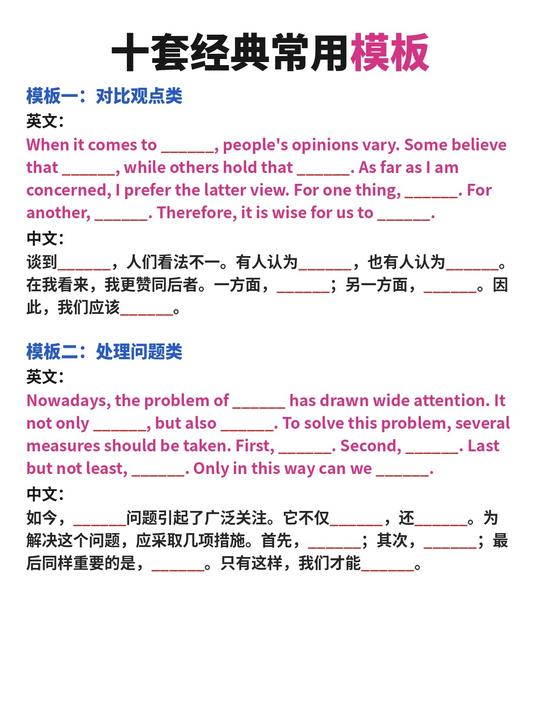 十套经典常用模板
模板一：对比观点类
英文：
When it comes to ______, people's opinions vary. Some believe
that ______, while others hold that ______. As far as I am
concerned, I prefer the latter view. For one thing, ______. For
another, ______. Therefore, it is wise for us to ______.
中文：
谈到______，人们看法不一。有人认为______，也有人认为______。
在我看来，我更赞同后者。一方面，______；另一方面，______。因
此，我们应该______。
模板二：处理问题类
英文：
Nowadays, the problem of ______ has drawn wide attention. It
not only ______, but also ______. To solve this problem, several
measures should be taken. First, ______. Second, ______. Last
but not least, ______. Only in this way can we ______.
中文：
如今，______问题引起了广泛关注。它不仅______，还______。为
解决这个问题，应采取几项措施。首先，______；其次，______；最
后同样重要的是，______。只有这样，我们才能______。